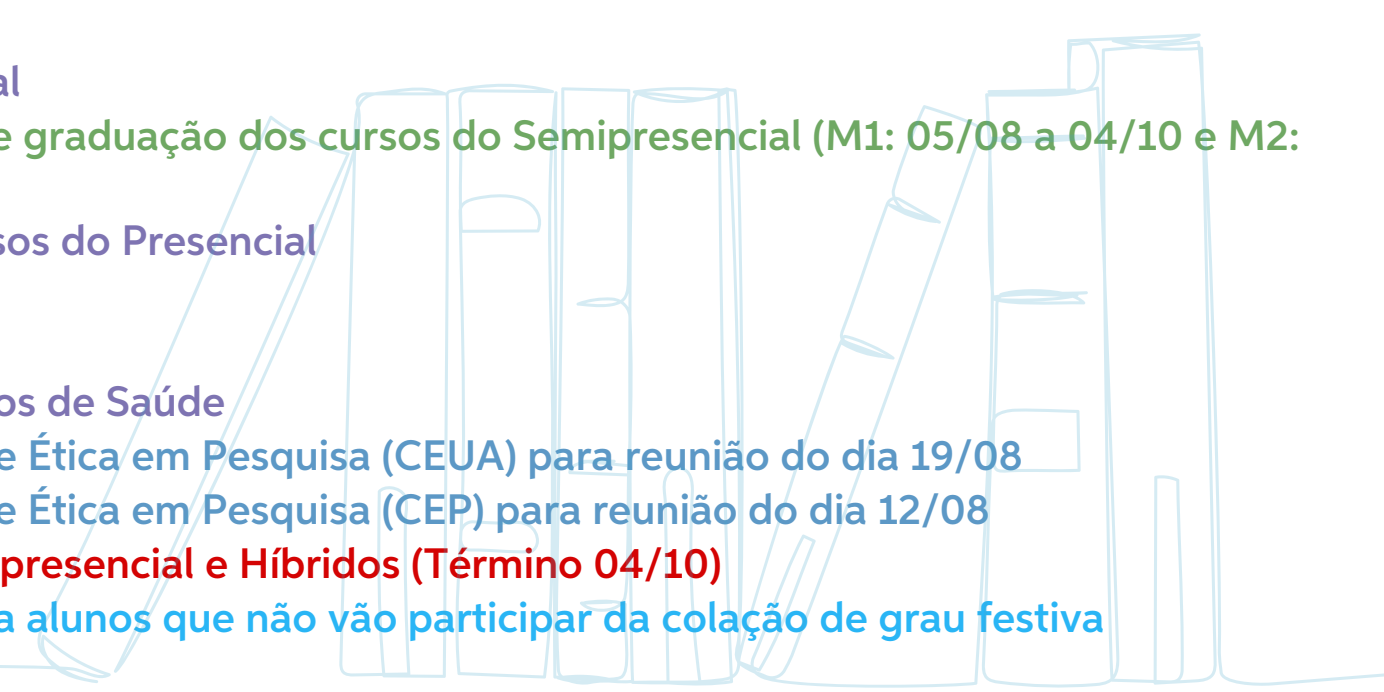 al
e graduação dos cursos do Semipresencial (M1: 05/08 a 04/10 e M2:
sos do Presencial
os de Saúde
e Ética em Pesquisa (CEUA) para reunião do dia 19/08
e Ética em Pesquisa (CEP) para reunião do dia 12/08
presencial e Híbridos (Término 04/10)
a alunos que não vão participar da colação de grau festiva